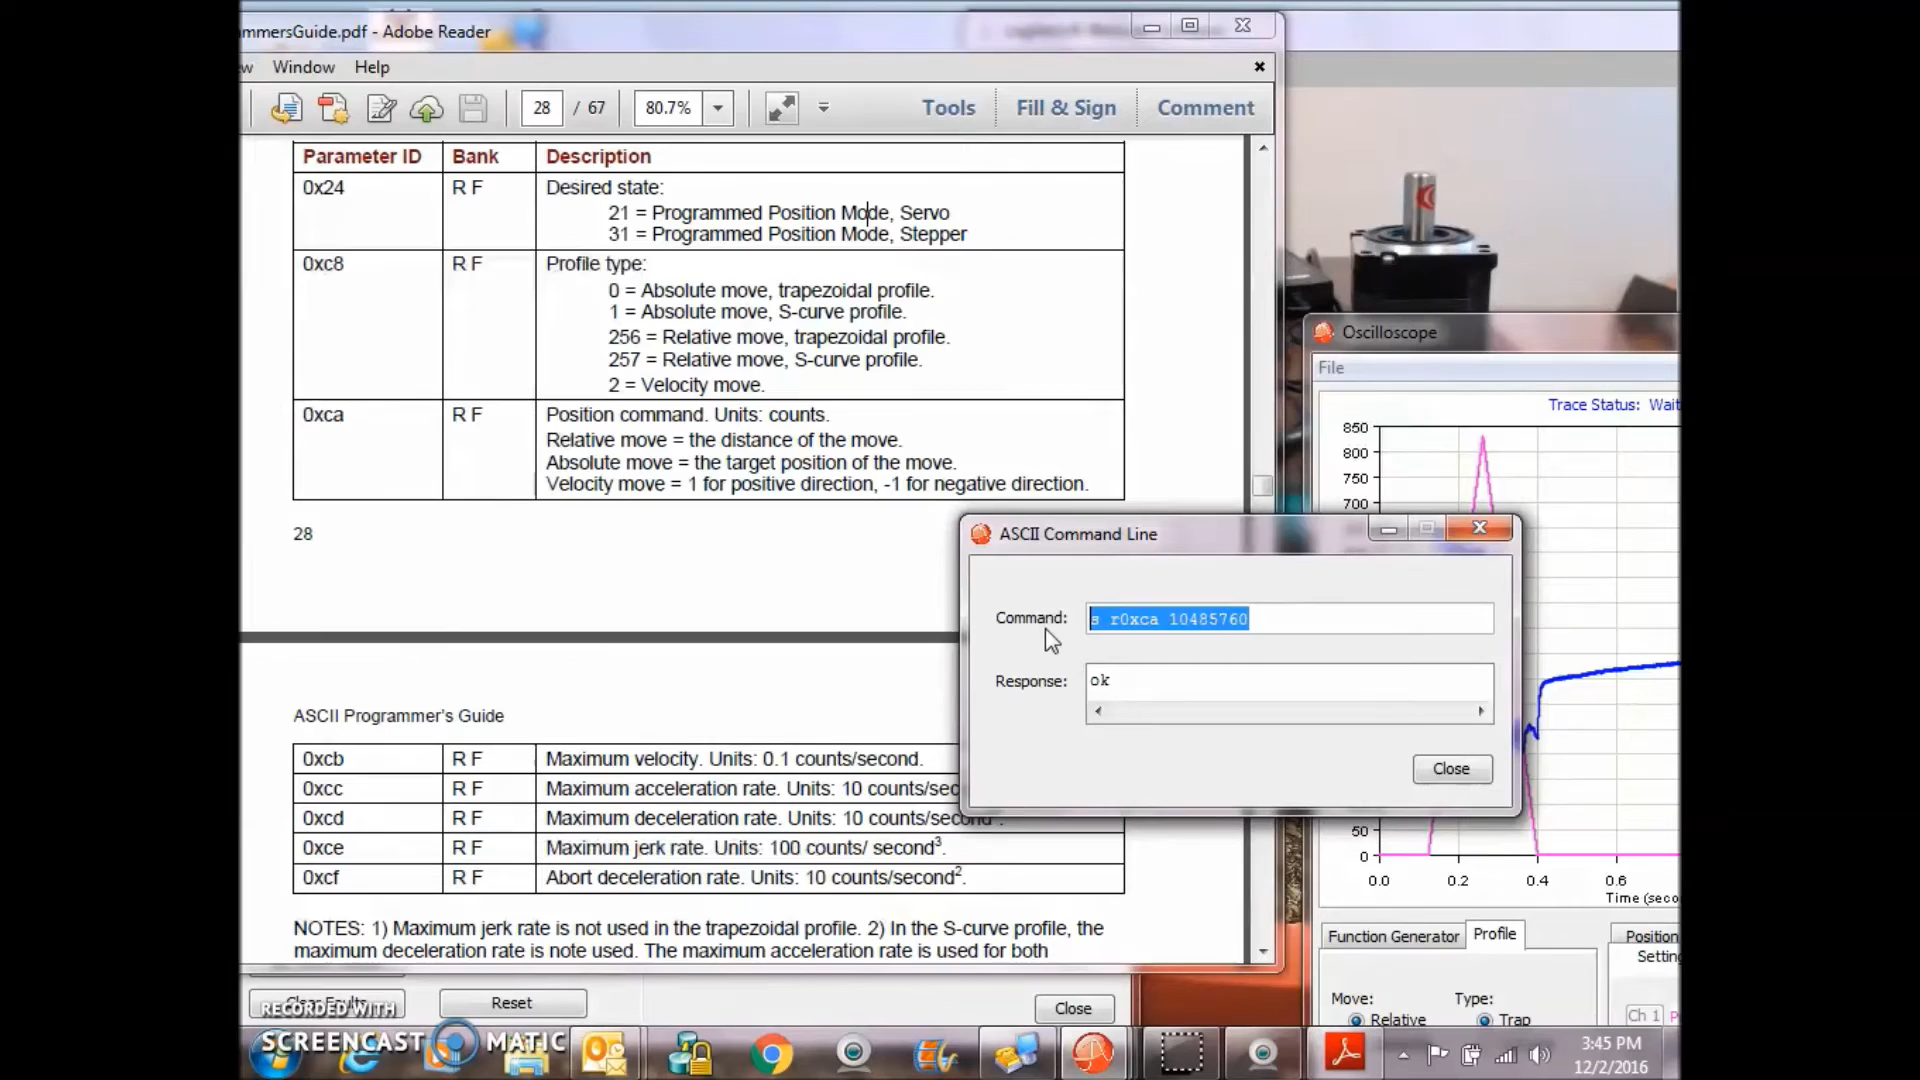 mmersGuide.pdf - Adobe Reader
Window Help
28 / 67 80.7% Tools Fill & Sign Comment
Parameter ID Bank Description
0x24 R F Desired state:
21 = Programmed Position Mode, Servo
31 = Programmed Position Mode, Stepper
0xc8 R F Profile type:
0 = Absolute move, trapezoidal profile.
1 = Absolute move, S-curve profile.
256 = Relative move, trapezoidal profile.
257 = Relative move, S-curve profile.
2 = Velocity move.
0xca R F Position command. Units: counts.
Relative move = the distance of the move.
Absolute move = the target position of the move.
Velocity move = 1 for positive direction, -1 for negative direction.
28
ASCII Programmer's Guide
0xcb R F Maximum velocity. Units: 0.1 counts/second.
0xcc R F Maximum acceleration rate. Units: 10 counts/sec
0xcd R F Maximum deceleration rate. Units: 10 counts/second².
0xce R F Maximum jerk rate. Units: 100 counts/ second³.
0xcf R F Abort deceleration rate. Units: 10 counts/second².
NOTES: 1) Maximum jerk rate is not used in the trapezoidal profile. 2) In the S-curve profile, the
maximum deceleration rate is note used. The maximum acceleration rate is used for both
ASCII Command Line
Command: s r0xca 10485760
Response: ok
Close
Oscilloscope
File
Trace Status: Wait
850
800
750
700
50
0
0.0 0.2 0.4 0.6
Time (seco
Function Generator Profile Position
Setting
Move: Type:
Relative Trap
Ch 1
Clear Faults Reset Close
RECORDED WITH
SCREENCAST MATIC
3:45 PM
12/2/2016